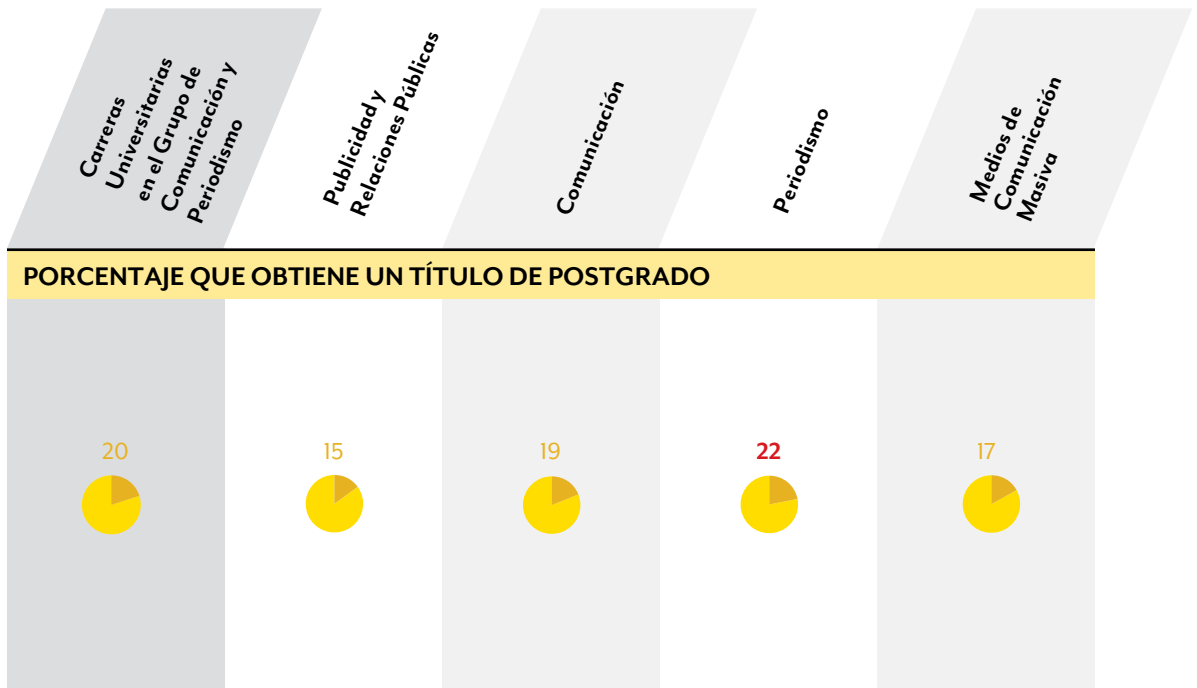 Carreras
Universitarias
en el Grupo de
Comunicación y
Periodismo
Publicidad y
Relaciones Públicas
Comunicación
Periodismo
Medios de
Comunicación
Masiva
PORCENTAJE QUE OBTIENE UN TÍTULO DE POSTGRADO
20
15
19
22
17